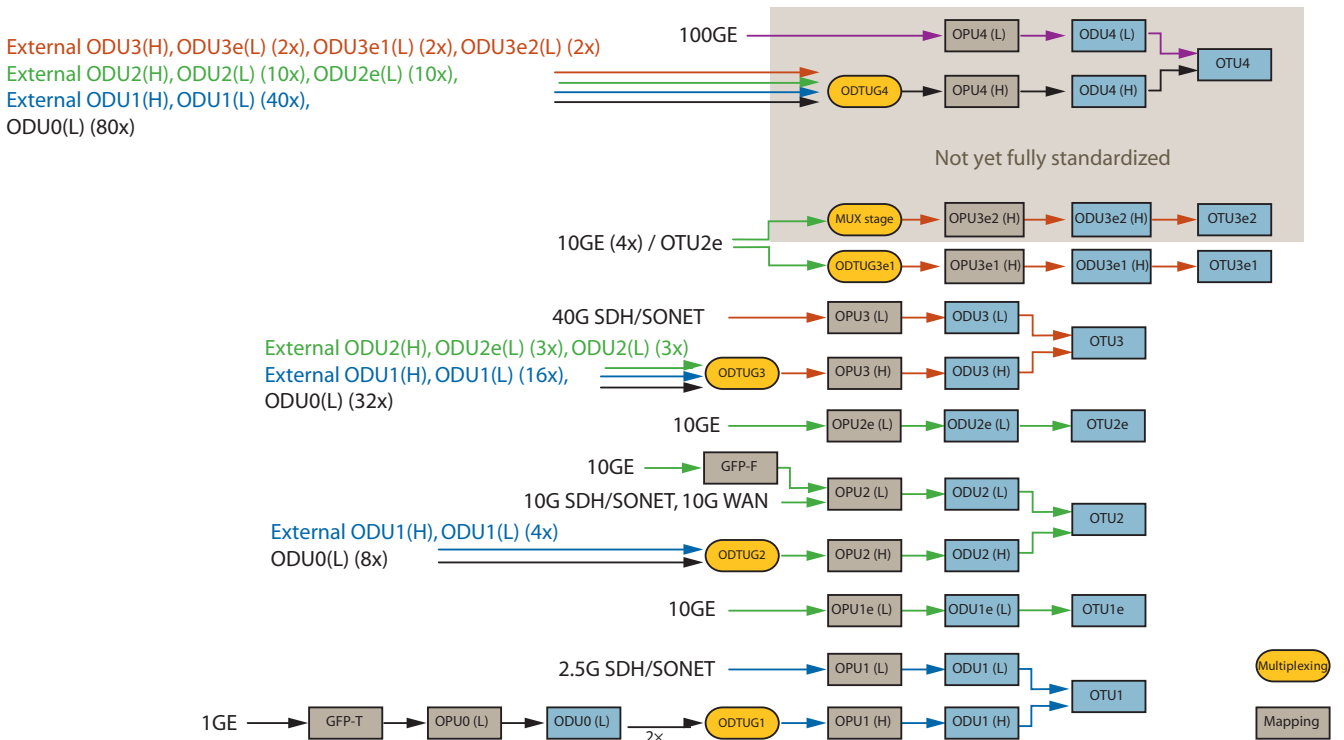 100GE
OPU4 (L)
ODU4 (L)
OTU4
External ODU3(H), ODU3e(L) (2x), ODU3e1(L) (2x), ODU3e2(L) (2x)
External ODU2(H), ODU2(L) (10x), ODU2e(L) (10x),
External ODU1(H), ODU1(L) (40x),
ODU0(L) (80x)
ODTUG4
OPU4 (H)
ODU4 (H)
Not yet fully standardized
MUX stage
OPU3e2 (H)
ODU3e2 (H)
OTU3e2
10GE (4x) / OTU2e
ODTUG3e1
OPU3e1 (H)
ODU3e1 (H)
OTU3e1
40G SDH/SONET
OPU3 (L)
ODU3 (L)
OTU3
External ODU2(H), ODU2e(L) (3x), ODU2(L) (3x)
External ODU1(H), ODU1(L) (16x),
ODU0(L) (32x)
ODTUG3
OPU3 (H)
ODU3 (H)
10GE
OPU2e (L)
ODU2e (L)
OTU2e
10GE
GFP-F
10G SDH/SONET, 10G WAN
OPU2 (L)
ODU2 (L)
OTU2
External ODU1(H), ODU1(L) (4x)
ODU0(L) (8x)
ODTUG2
OPU2 (H)
ODU2 (H)
10GE
OPU1e (L)
ODU1e (L)
OTU1e
2.5G SDH/SONET
OPU1 (L)
ODU1 (L)
OTU1
Multiplexing
1GE
GFP-T
OPU0 (L)
ODU0 (L)
2x
ODTUG1
OPU1 (H)
ODU1 (H)
Mapping